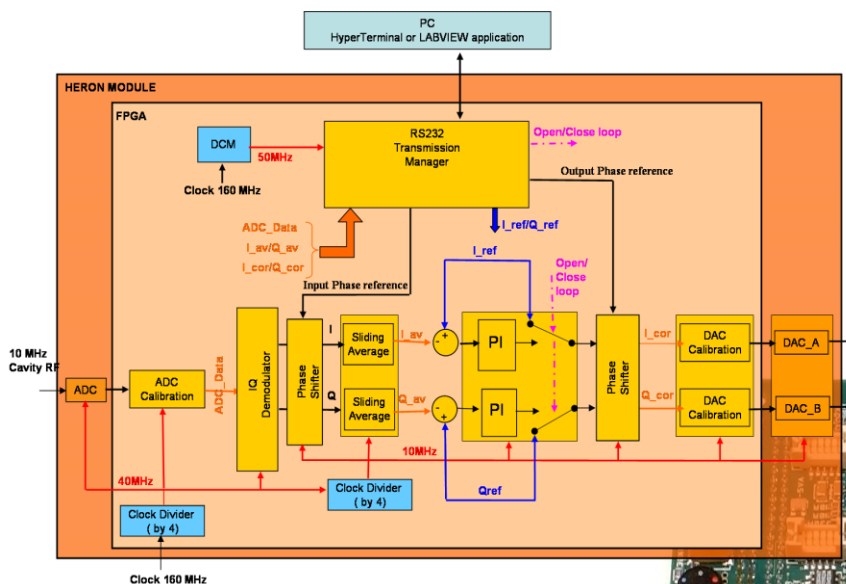 PC
HyperTerminal or LABVIEW application
HERON MODULE
FPGA
RS232
Transmission
Manager
Open/Close loop
DCM
50MHz
Clock 160 MHz
Output Phase reference
ADC_Data
I_av/Q_av
I_cor/Q_cor
I_ref/Q_ref
I_ref
Open/
Close
loop
Input Phase reference
10 MHz
Cavity RF
ADC
ADC
Calibration
ADC_Data
IQ
Demodulator
Phase
Shifter
I
Q
Sliding
Average
I_av
- +
PI
Sliding
Average
Q_av
- +
PI
Phase
Shifter
I_cor
DAC
Calibration
DAC_A
Q_cor
DAC
Calibration
DAC_B
10MHz
40MHz
Clock Divider
( by 4)
Qref
Clock Divider
( by 4)
Clock 160 MHz